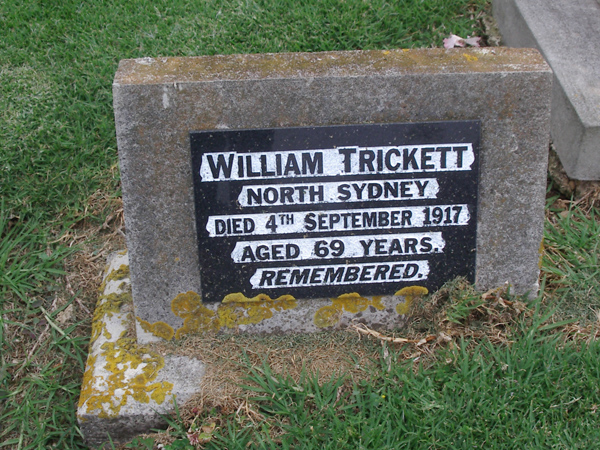 WILLIAM TRICKETT
NORTH SYDNEY
DIED 4TH SEPTEMBER 1917
AGED 69 YEARS.
REMEMBERED.